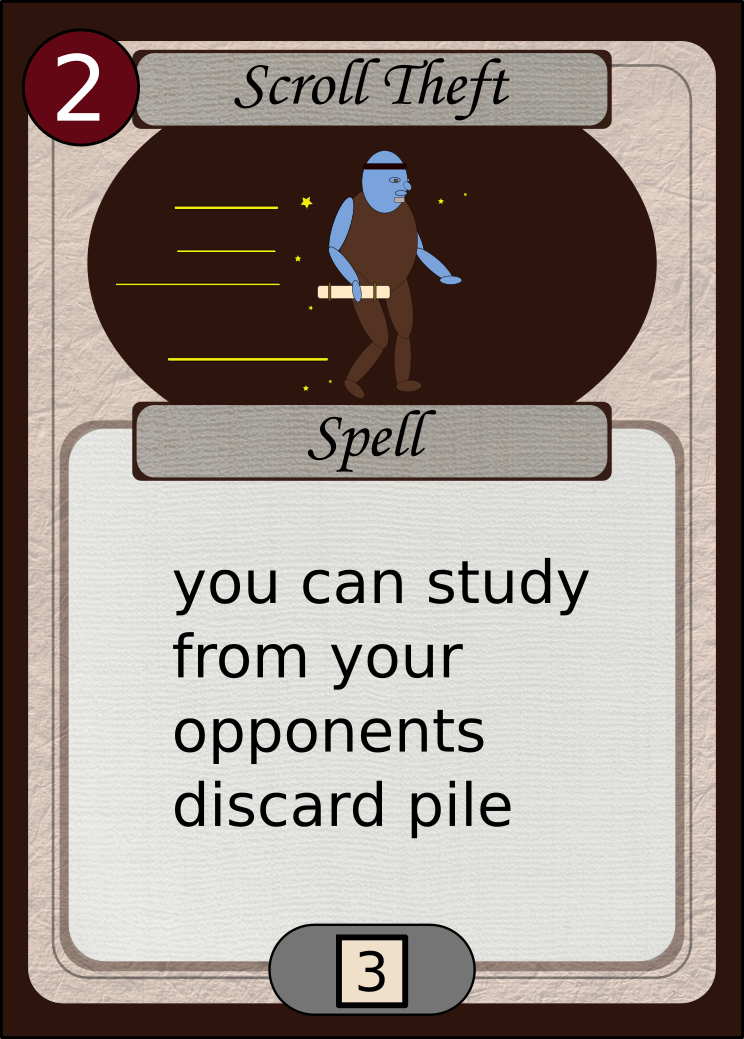 2
Scroll Theft
Spell
you can study
from your
opponents
discard pile
3